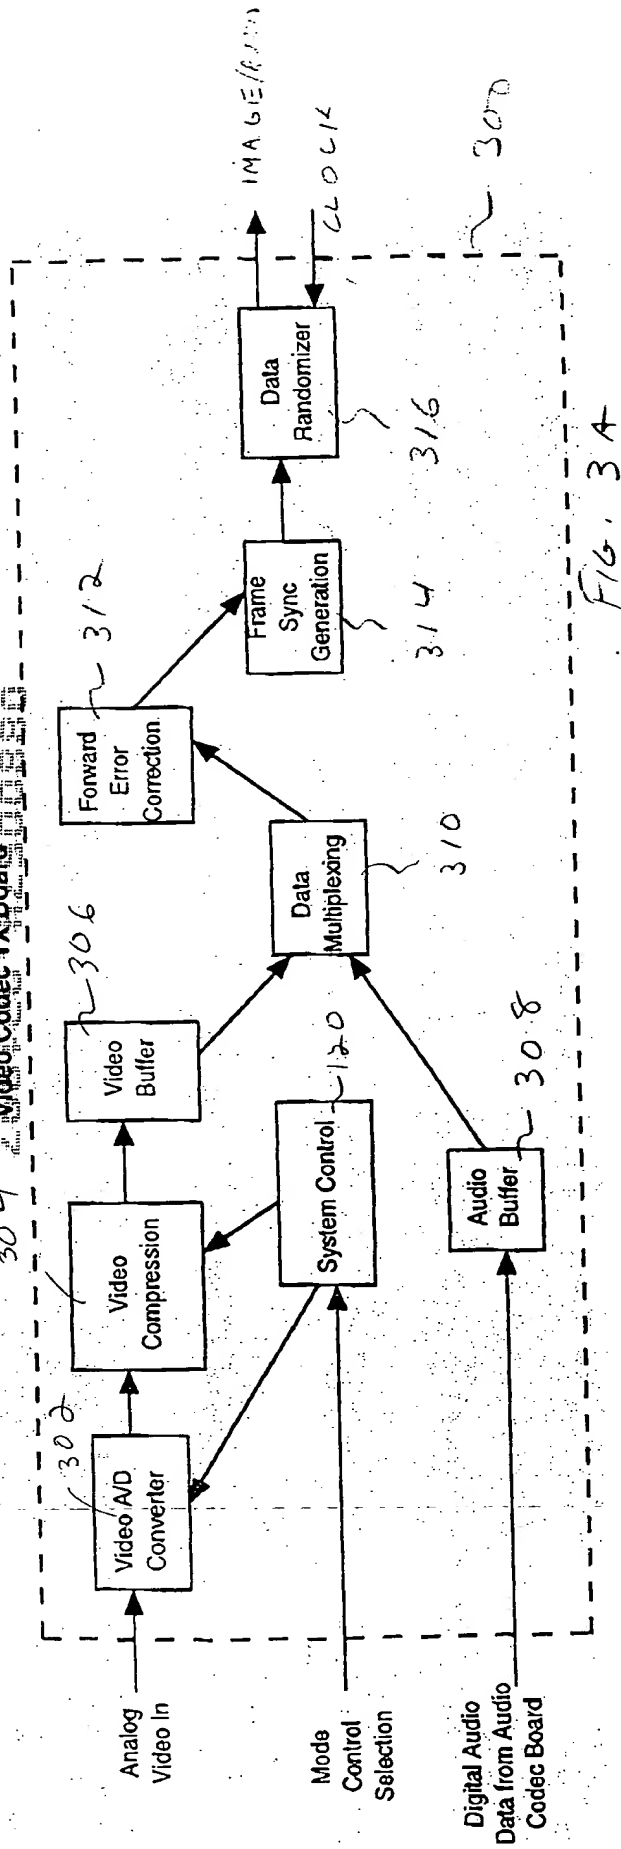 Video Codec TX Board
Analog
Video In
Mode
Control
Selection
Digital Audio
Data from Audio
Codec Board
302
Video A/D
Converter
304
Video
Compression
306
Video
Buffer
System Control
120
Audio
Buffer
308
Data
Multiplexing
310
Forward
Error
Correction
312
Frame
Sync
Generation
314
Data
Randomizer
316
CLOCK
300
FIG. 3A